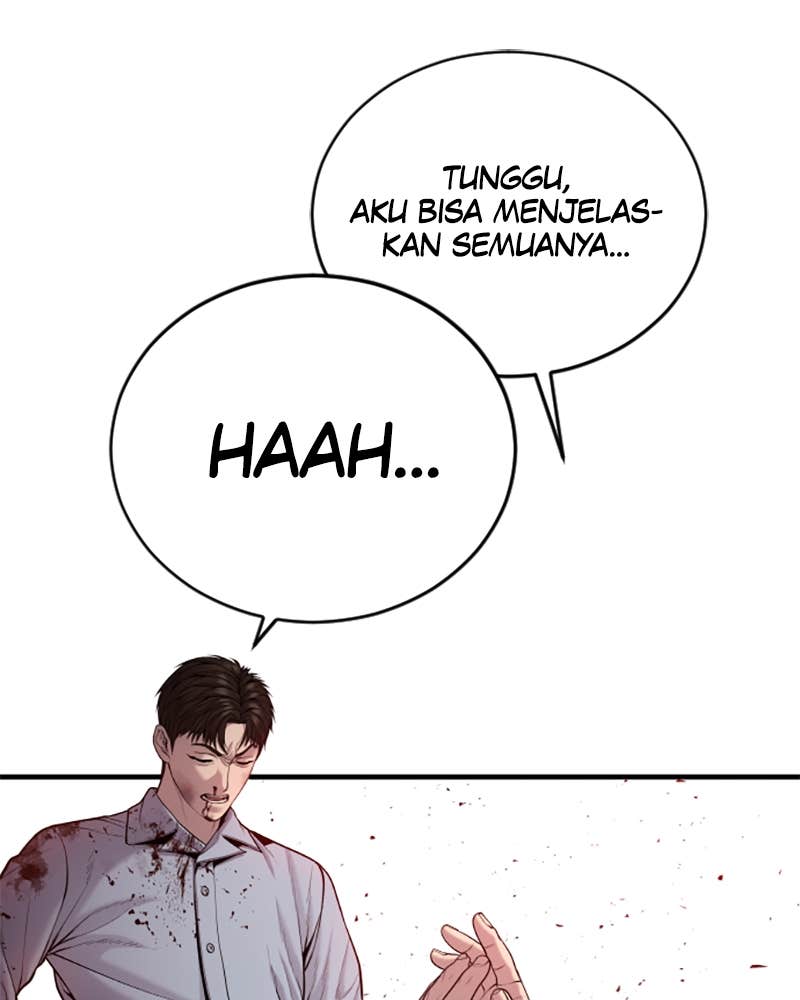 TUNGGU,
AKU BISA MENJELAS-
KAN SEMUANYA...
HAAH...